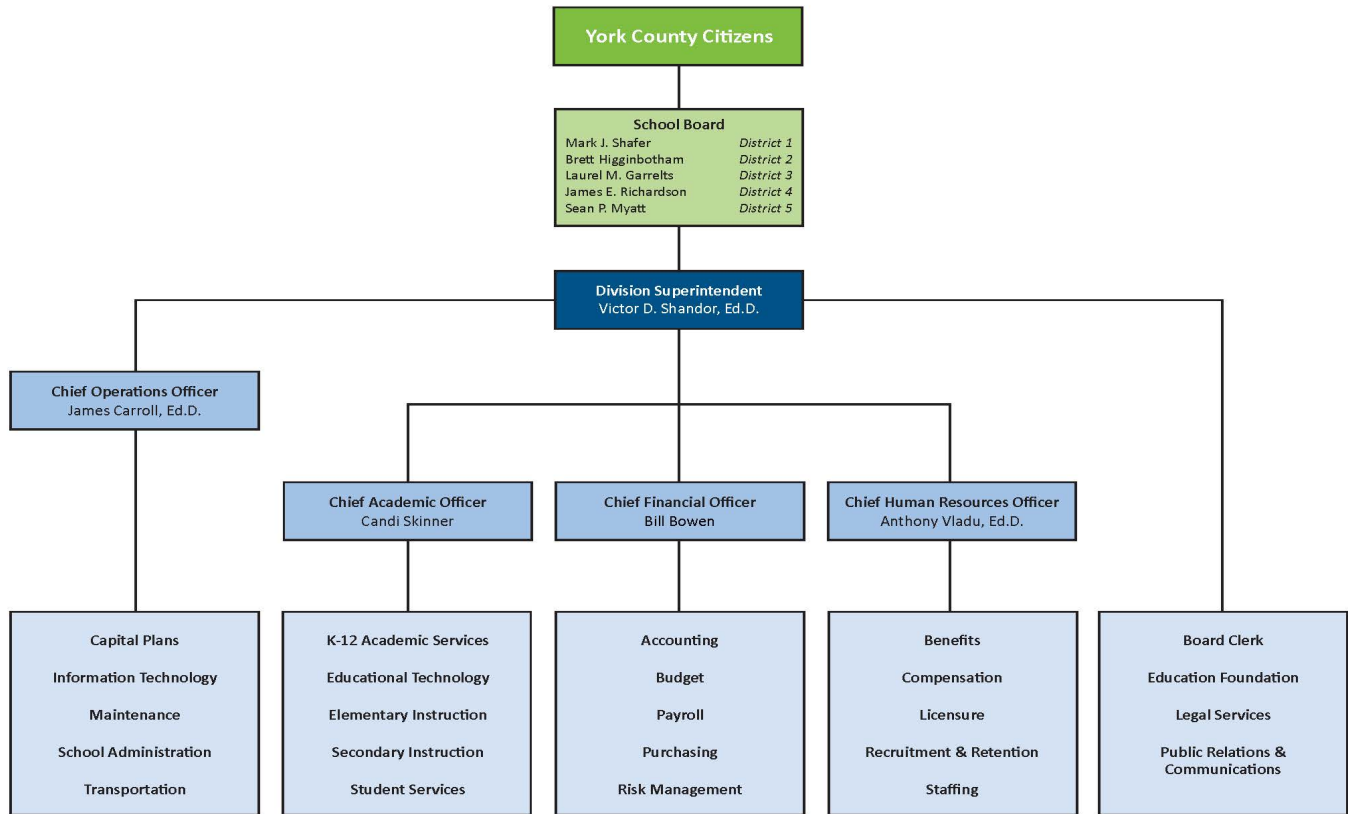 York County Citizens
School Board
Mark J. Shafer District 1
Brett Higginbotham District 2
Laurel M. Garrelts District 3
James E. Richardson District 4
Sean P. Myatt District 5
Division Superintendent
Victor D. Shandor, Ed.D.
Chief Operations Officer
James Carroll, Ed.D.
Chief Academic Officer
Candi Skinner
Chief Financial Officer
Bill Bowen
Chief Human Resources Officer
Anthony Vladu, Ed.D.
Capital Plans
Information Technology
Maintenance
School Administration
Transportation
K-12 Academic Services
Educational Technology
Elementary Instruction
Secondary Instruction
Student Services
Accounting
Budget
Payroll
Purchasing
Risk Management
Benefits
Compensation
Licensure
Recruitment & Retention
Staffing
Board Clerk
Education Foundation
Legal Services
Public Relations &
Communications